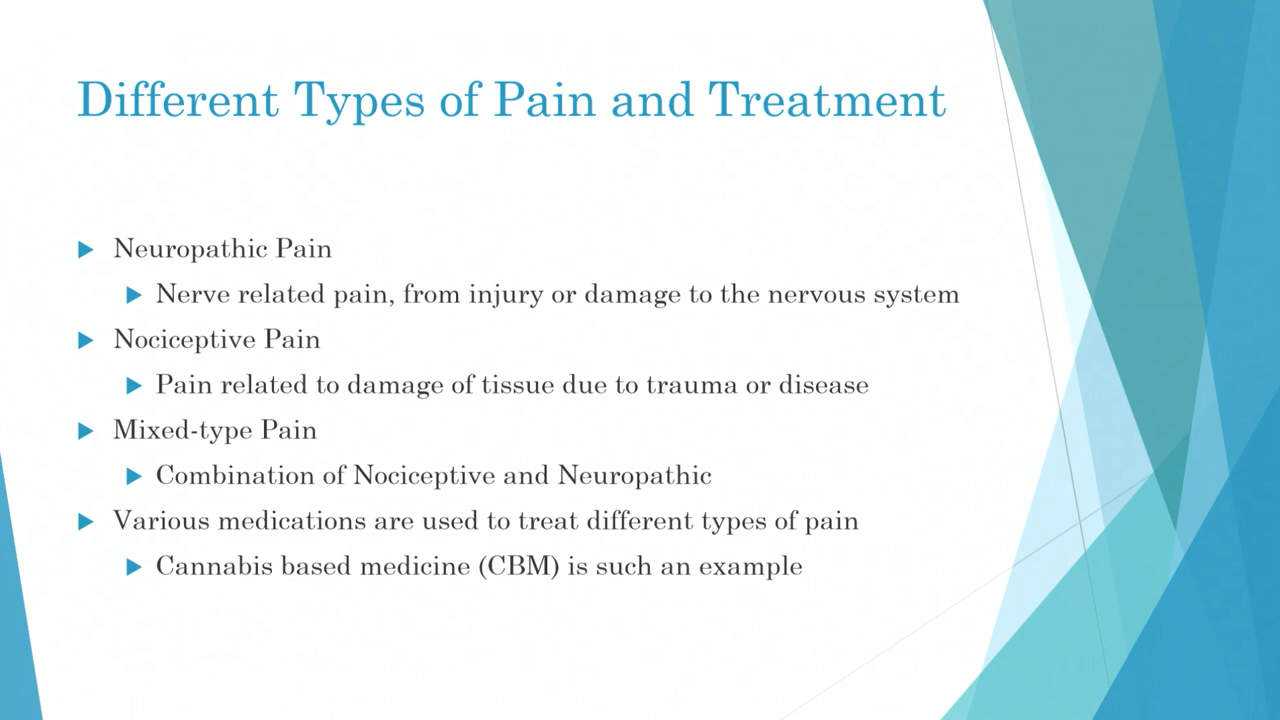 Different Types of Pain and Treatment
Neuropathic Pain
Nerve related pain, from injury or damage to the nervous system
Nociceptive Pain
Pain related to damage of tissue due to trauma or disease
Mixed-type Pain
Combination of Nociceptive and Neuropathic
Various medications are used to treat different types of pain
Cannabis based medicine (CBM) is such an example